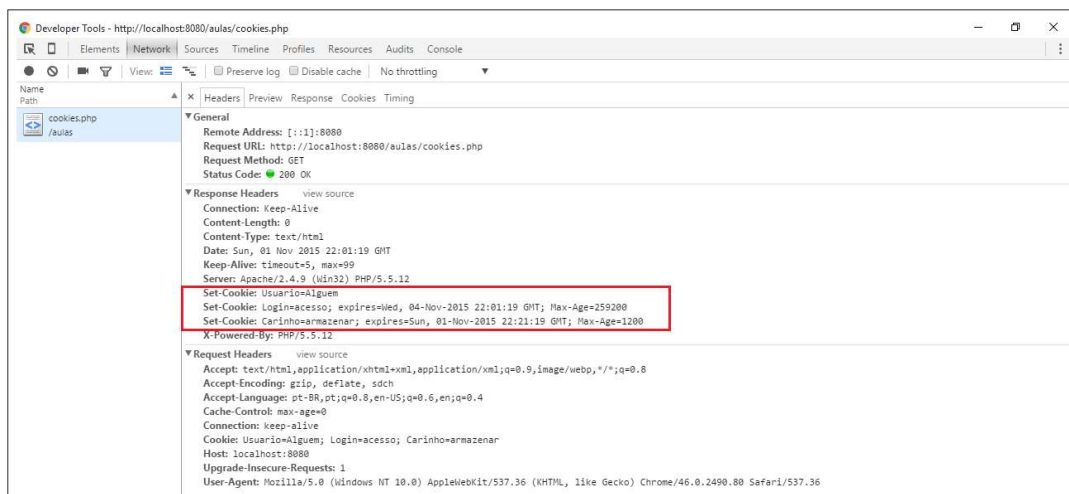 Developer Tools - http://localhost:8080/aulas/cookies.php
Elements Network Sources Timeline Profiles Resources Audits Console
View: Preserve log Disable cache No throttling
Name
Path
Headers Preview Response Cookies Timing
cookies.php
/aulas
General
Remote Address: [::1]:8080
Request URL: http://localhost:8080/aulas/cookies.php
Request Method: GET
Status Code: 200 OK
Response Headers view source
Connection: Keep-Alive
Content-Length: 0
Content-Type: text/html
Date: Sun, 01 Nov 2015 22:01:19 GMT
Keep-Alive: timeout=5, max=99
Server: Apache/2.4.9 (Win32) PHP/5.5.12
Set-Cookie: Usuario=Alguem
Set-Cookie: Login=acesso; expires=Wed, 04-Nov-2015 22:01:19 GMT; Max-Age=259200
Set-Cookie: Carinho=armazenar; expires=Sun, 01-Nov-2015 22:21:19 GMT; Max-Age=1200
X-Powered-By: PHP/5.5.12
Request Headers view source
Accept: text/html,application/xhtml+xml,application/xml;q=0.9,image/webp,*/*;q=0.8
Accept-Encoding: gzip, deflate, sdch
Accept-Language: pt-BR,pt;q=0.8,en-US;q=0.6,en;q=0.4
Cache-Control: max-age=0
Connection: keep-alive
Cookie: Usuario=Alguem; Login=acesso; Carinho=armazenar
Host: localhost:8080
Upgrade-Insecure-Requests: 1
User-Agent: Mozilla/5.0 (Windows NT 10.0) AppleWebKit/537.36 (KHTML, like Gecko) Chrome/46.0.2490.80 Safari/537.36